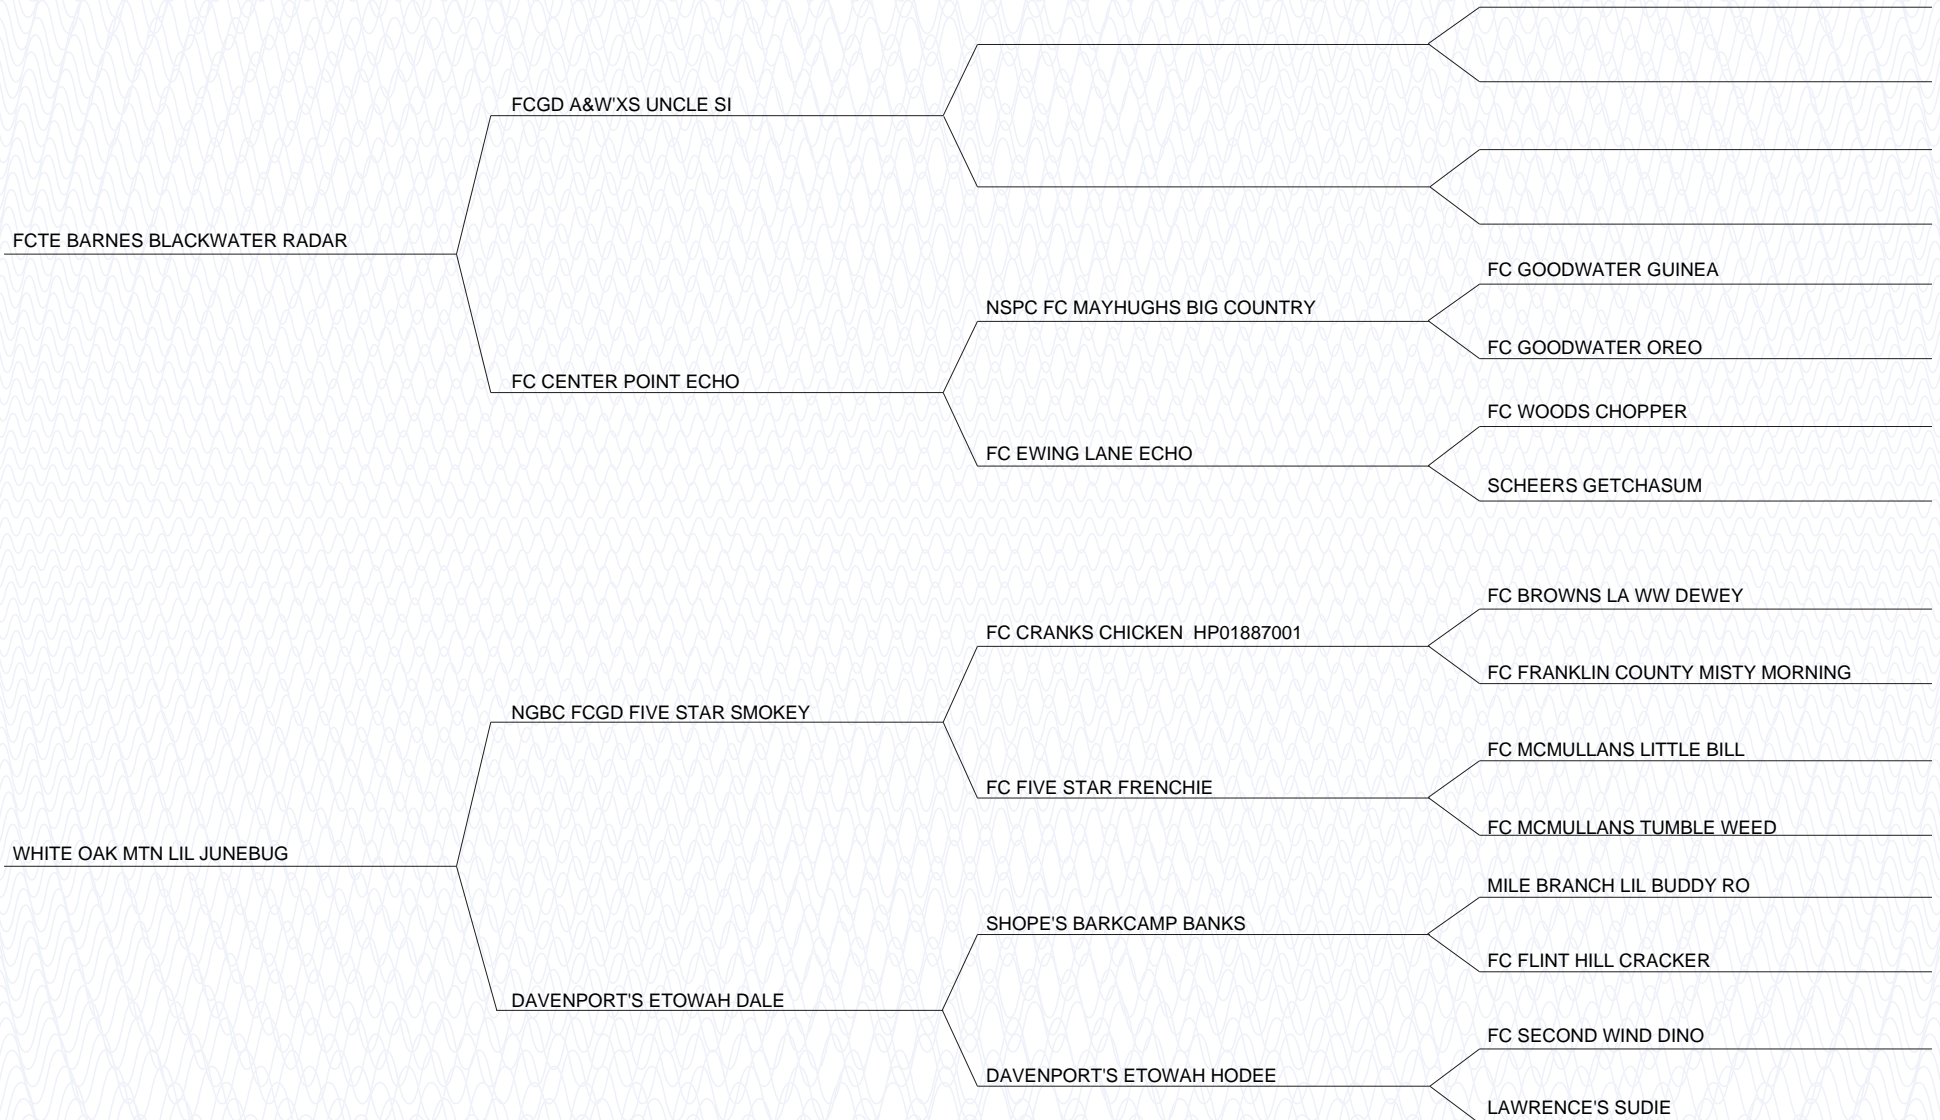 FCGD A&W'XS UNCLE SI
FCTE BARNES BLACKWATER RADAR
FC GOODWATER GUINEA
NSPC FC MAYHUGHS BIG COUNTRY
FC GOODWATER OREO
FC CENTER POINT ECHO
FC WOODS CHOPPER
FC EWING LANE ECHO
SCHEERS GETCHASUM
FC BROWNS LA WW DEWEY
FC CRANKS CHICKEN  HP01887001
FC FRANKLIN COUNTY MISTY MORNING
NGBC FCGD FIVE STAR SMOKEY
FC MCMULLANS LITTLE BILL
FC FIVE STAR FRENCHIE
FC MCMULLANS TUMBLE WEED
WHITE OAK MTN LIL JUNEBUG
MILE BRANCH LIL BUDDY RO
SHOPE'S BARKCAMP BANKS
FC FLINT HILL CRACKER
DAVENPORT'S ETOWAH DALE
FC SECOND WIND DINO
DAVENPORT'S ETOWAH HODEE
LAWRENCE'S SUDIE